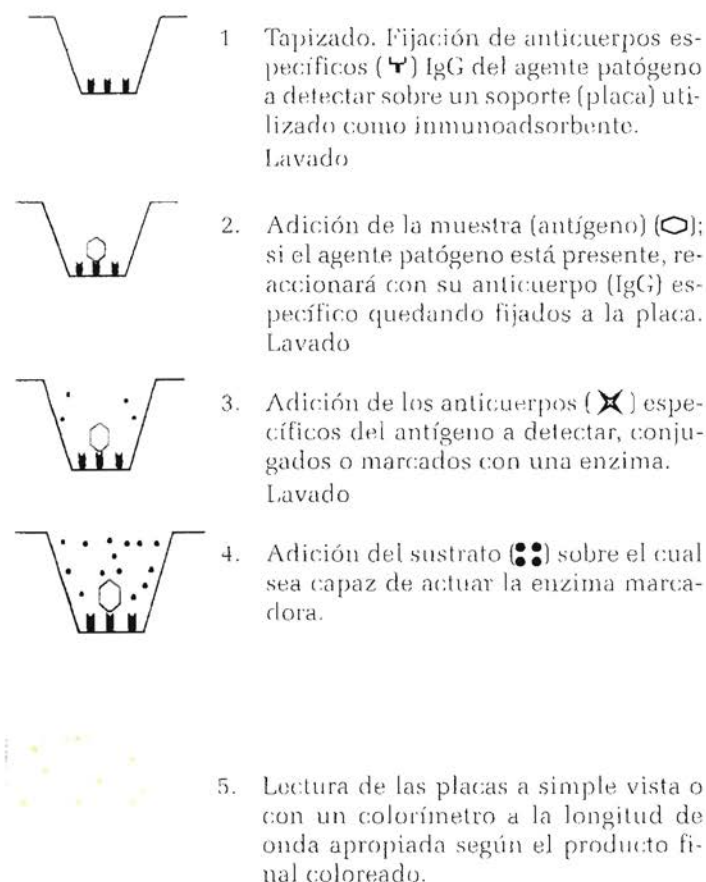 1 Tapizado. Fijación de anticuerpos es-
pecíficos ( ) IgG del agente patógeno
a detectar sobre un soporte (placa) uti-
lizado como inmunoadsorbente.
Lavado
2. Adición de la muestra (antígeno) ( );
si el agente patógeno está presente, re-
accionará con su anticuerpo (IgG) es-
pecífico quedando fijados a la placa.
Lavado
3. Adición de los anticuerpos ( ) espe-
cíficos del antígeno a detectar, conju-
gados o marcados con una enzima.
Lavado
4. Adición del sustrato ( ) sobre el cual
sea capaz de actuar la enzima marca-
dora.
5. Lectura de las placas a simple vista o
con un colorímetro a la longitud de
onda apropiada según el producto fi-
nal coloreado.